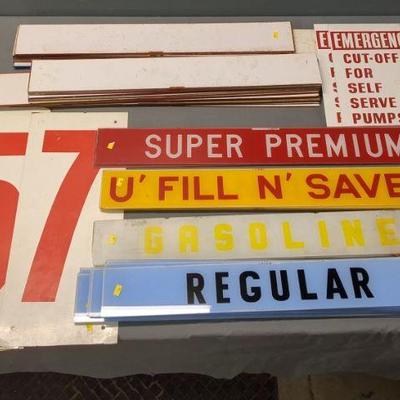 EMERGENCY
CUT-OFF
FOR
SELF
SERVE
PUMPS
57
SUPER PREMIUM
U' FILL N' SAVE
GASOLINE
REGULAR